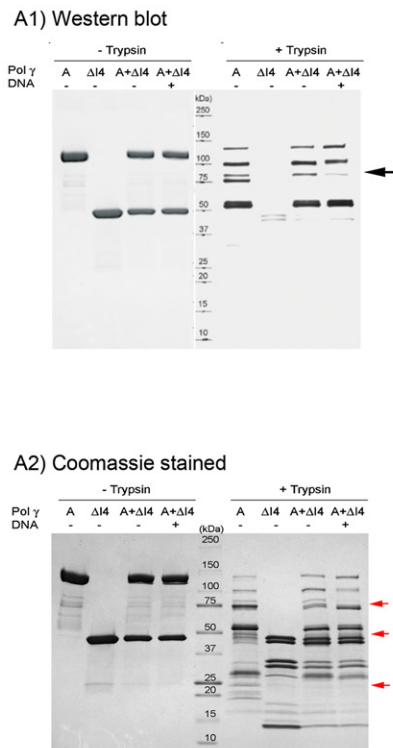 A1) Western blot
- Trypsin + Trypsin
Pol γ A ΔI4 A+ΔI4 A+ΔI4 A ΔI4 A+ΔI4 A+ΔI4
DNA - - - + - - - +
(kDa)
250
150
100
75
50
37
25
20
15
10
A2) Coomassie stained
- Trypsin + Trypsin
Pol γ A ΔI4 A+ΔI4 A+ΔI4 A ΔI4 A+ΔI4 A+ΔI4
DNA - - - + (kDa) - - - +
250
150
100
75
50
37
25
20
15
10